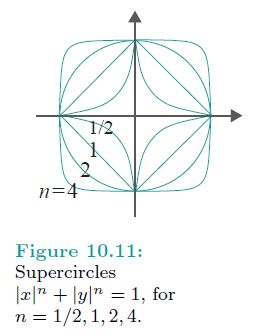 1/2
1
2
n=4
Figure 10.11:
Supercircles
|x|ⁿ + |y|ⁿ = 1, for
n = 1/2, 1, 2, 4.